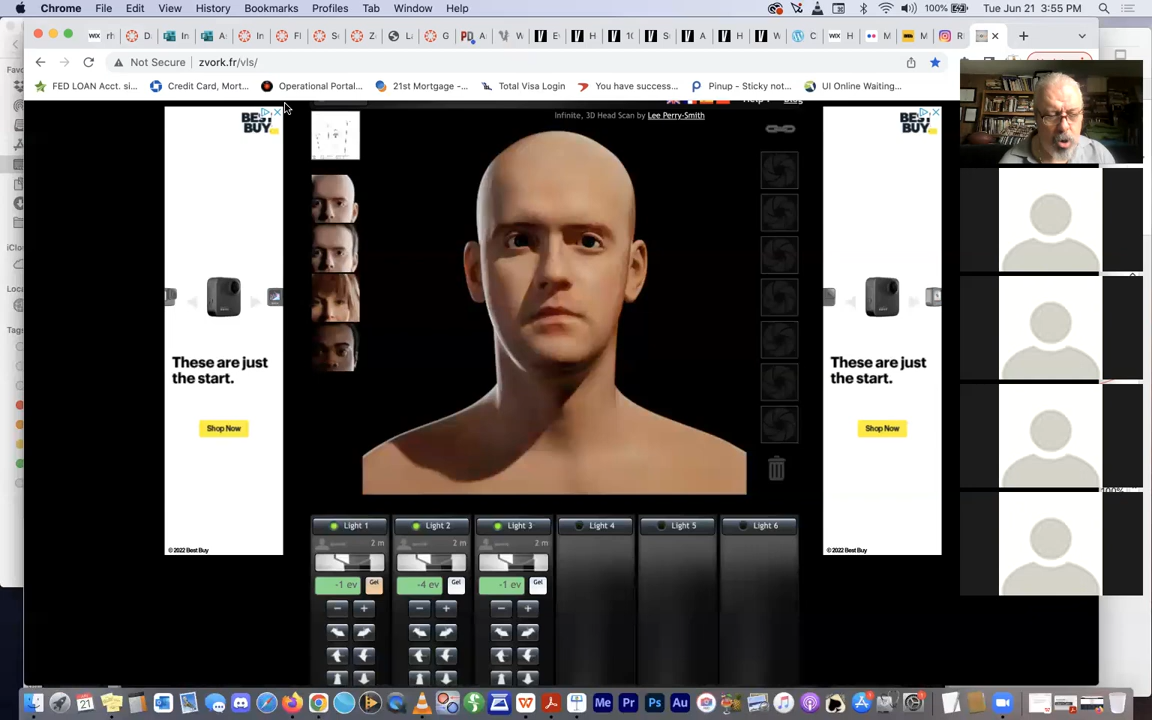 Chrome File Edit View History Bookmarks Profiles Tab Window Help
100% Tue Jun 21 3:55 PM
Not Secure zvork.fr/vls/
FED LOAN Acct. si... Credit Card, Mort... Operational Portal... 21st Mortgage -... Total Visa Login You have success... Pinup - Sticky not... UI Online Waiting...
Infinite, 3D Head Scan by Lee Perry-Smith
BEST BUY
These are just
the start.
Shop Now
© 2022 Best Buy
BEST BUY
These are just
the start.
Shop Now
© 2022 Best Buy
Light 1 Light 2 Light 3 Light 4 Light 5 Light 6
2 m 2 m 2 m
-1 ev Gel -4 ev Gel -1 ev Gel